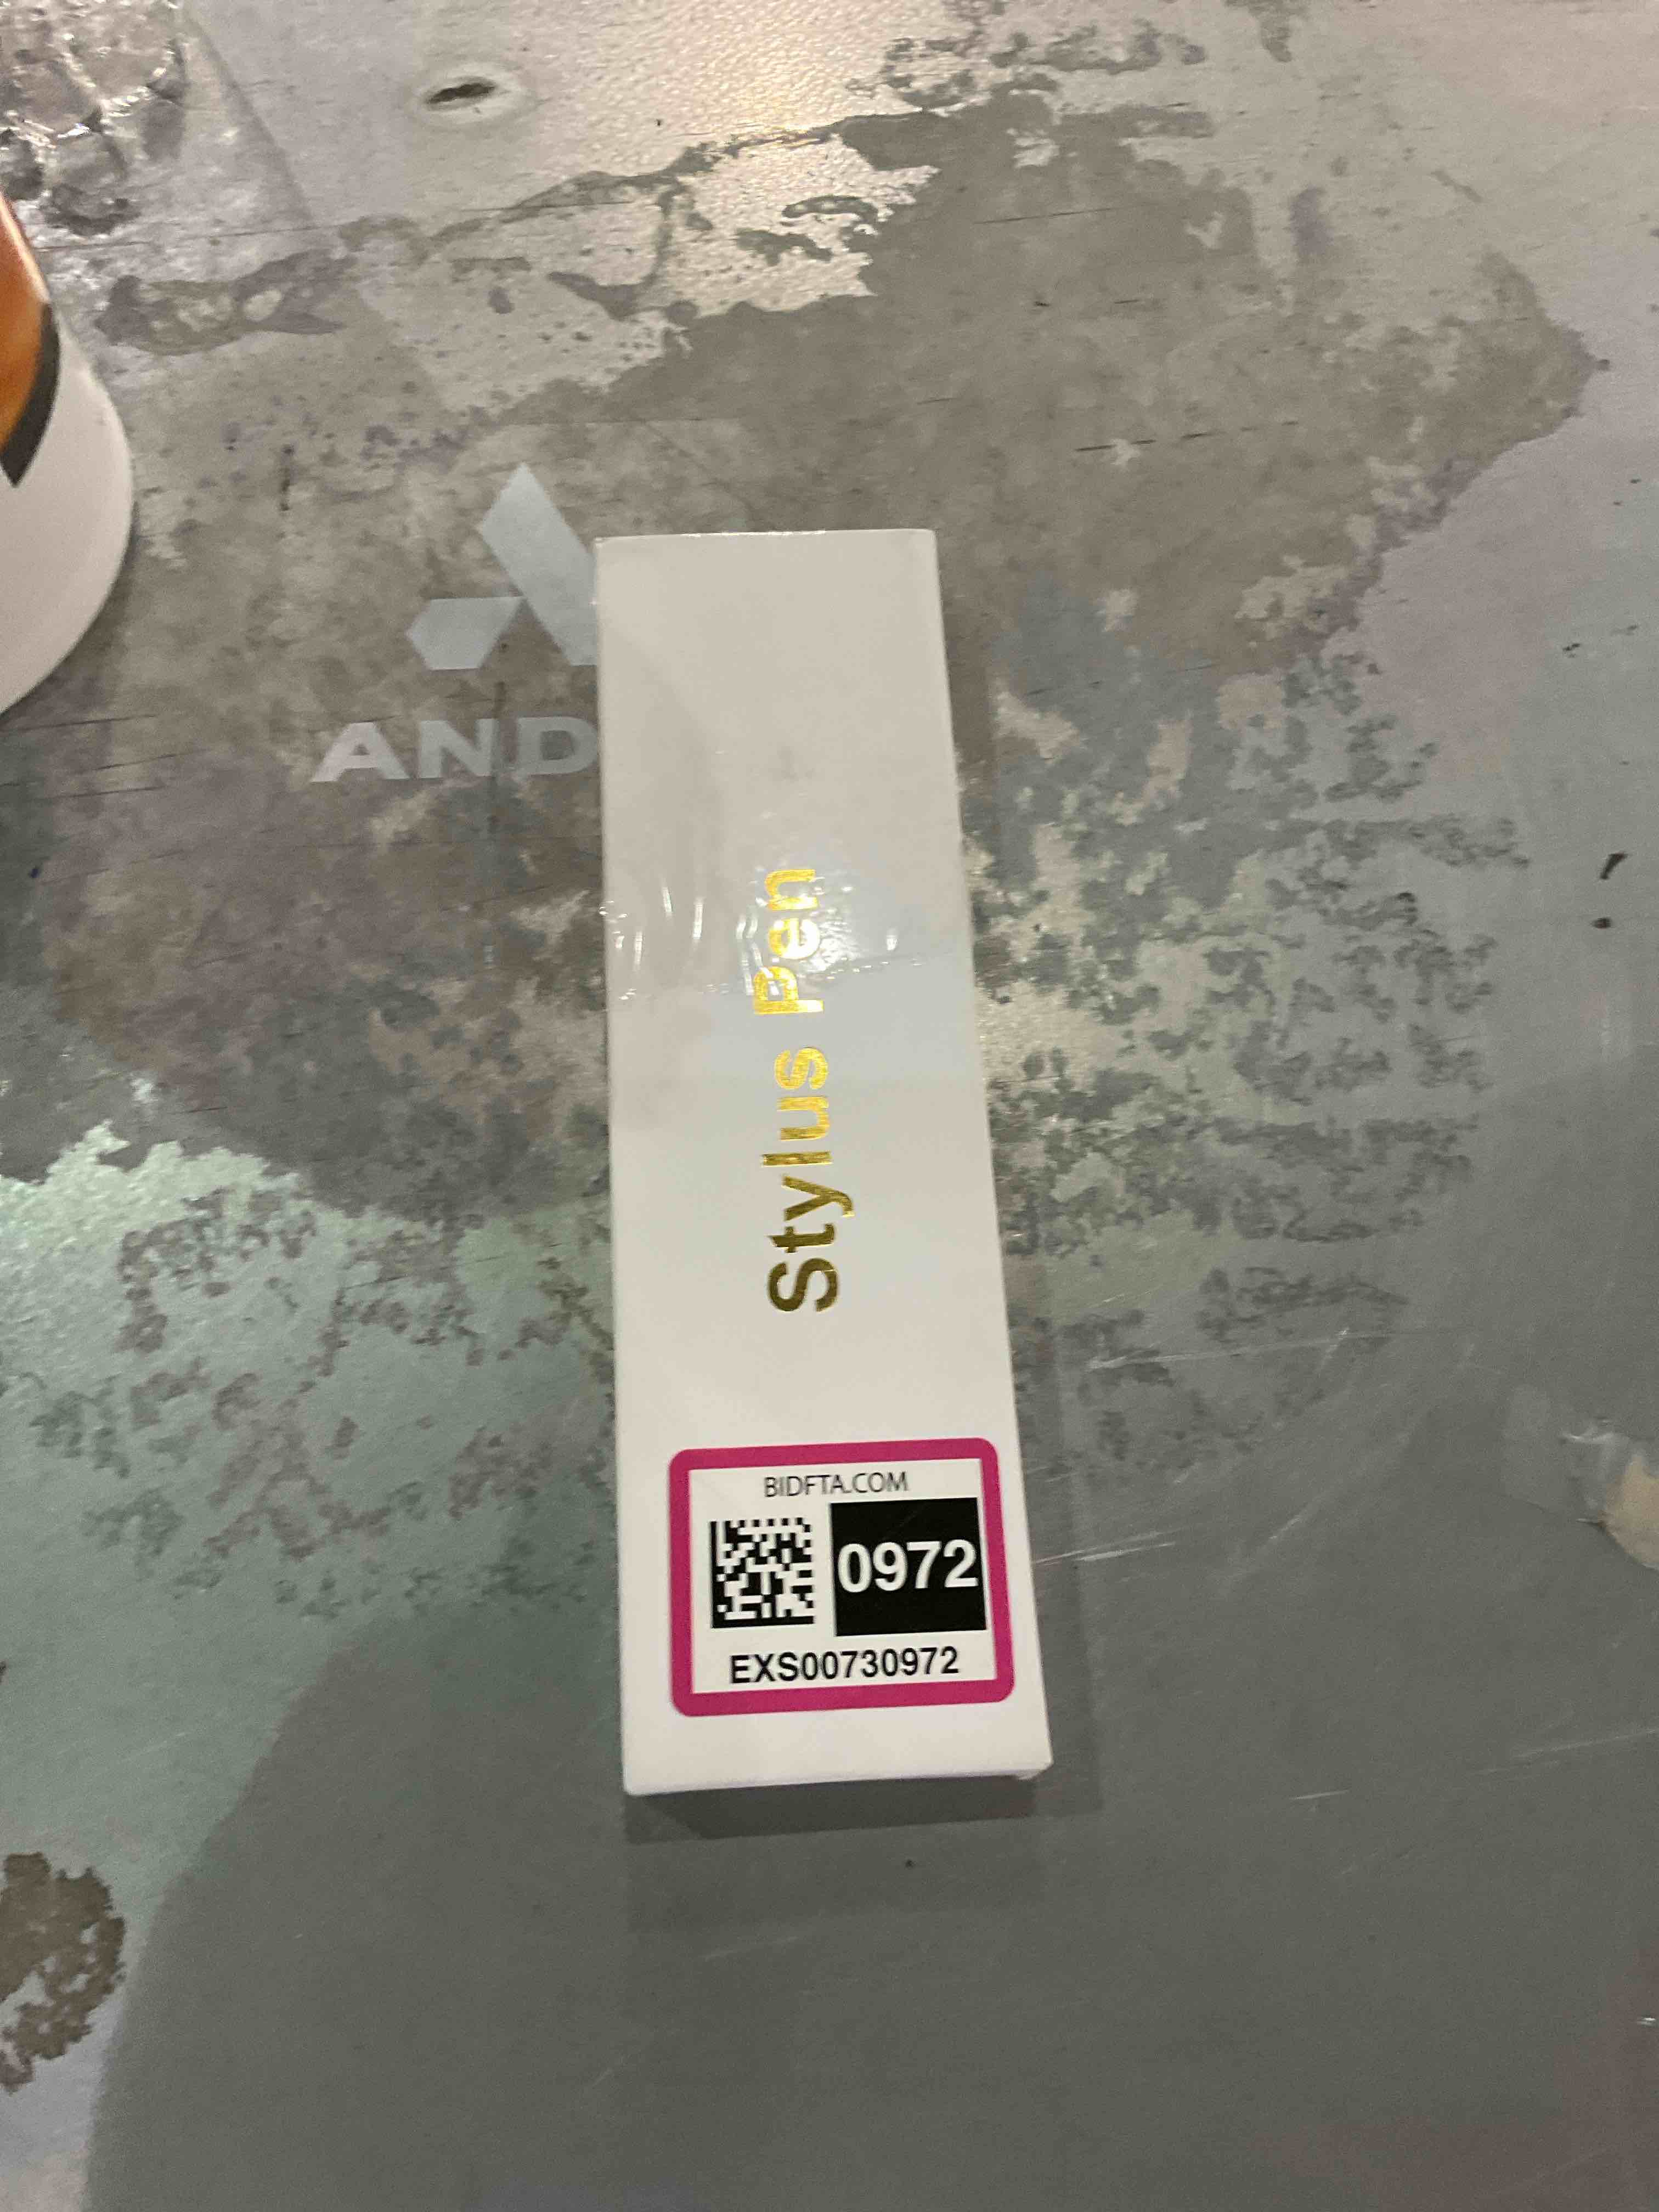 AND
Stylus Pen
BIDFTA.COM
0972
EXS00730972